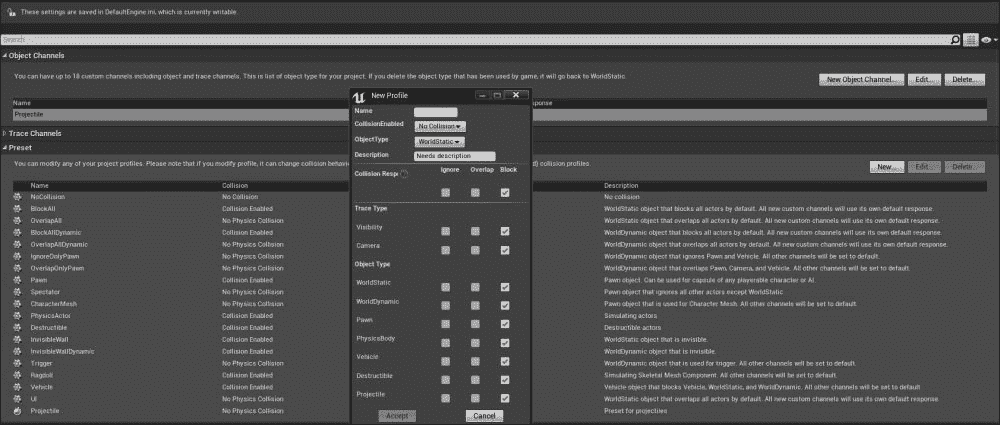 These settings are saved in DefaultEngine.ini, which is currently writable.
Search
Object Channels
You can have up to 18 custom channels including object and trace channels. This is list of object type for your project. If you delete the object type that has been used by game, it will go back to WorldStatic.
New Object Channel... Edit... Delete...
Name
Projectile
Trace Channels
Preset
You can modify any of your project profiles. Please note that if you modify profile, it can change collision behavio
) collision profiles.
New... Edit... Delete...
Name Collision Description
NoCollision No Collision No collision
BlockAll Collision Enabled WorldStatic object that blocks all actors by default. All new custom channels will use its own default response.
OverlapAll No Physics Collision WorldStatic object that overlaps all actors by default. All new custom channels will use its own default response.
BlockAllDynamic Collision Enabled WorldDynamic object that blocks all actors by default. All new custom channels will use its own default response.
OverlapAllDynamic No Physics Collision WorldDynamic object that overlaps all actors by default. All new custom channels will use its own default response.
IgnoreOnlyPawn No Physics Collision WorldDynamic object that ignores Pawn and Vehicle. All other channels will be set to default.
OverlapOnlyPawn No Physics Collision WorldDynamic object that overlaps Pawn, Camera, and Vehicle. All other channels will be set to default.
Pawn Collision Enabled Pawn object. Can be used for capsule of any playerable character or AI.
Spectator No Physics Collision Pawn object that ignores all other actors except WorldStatic.
CharacterMesh No Physics Collision Pawn object that is used for Character Mesh. All other channels will be set to default.
PhysicsActor Collision Enabled Simulating actors
Destructible Collision Enabled Destructible actors
InvisibleWall Collision Enabled WorldStatic object that is invisible.
InvisibleWallDynamic Collision Enabled WorldDynamic object that is invisible.
Trigger No Physics Collision WorldDynamic object that is used for trigger. All other channels will be set to default.
Ragdoll Collision Enabled Simulating Skeletal Mesh Component. All other channels will be set to default.
Vehicle Collision Enabled Vehicle object that blocks Vehicle, WorldStatic, and WorldDynamic. All other channels will be set to default
UI No Physics Collision WorldStatic object that overlaps all actors by default. All new custom channels will use its own default response.
Projectile No Physics Collision Preset for projectiles
New Profile
Name
CollisionEnabled No Collision
ObjectType WorldStatic
Description Needs description
Ignore Overlap Block
Collision Resp
Trace Type
Visibility
Camera
Object Type
WorldStatic
WorldDynamic
Pawn
PhysicsBody
Vehicle
Destructible
Projectile
Accept Cancel